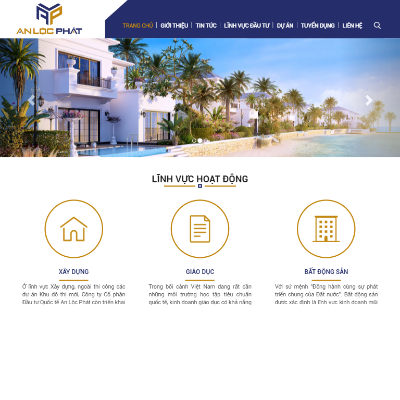 AN LOC PHÁT
TRANG CHỦ | GIỚI THIỆU | TIN TỨC | LĨNH VỰC ĐẦU TƯ | DỰ ÁN | TUYỂN DỤNG | LIÊN HỆ
LĨNH VỰC HOẠT ĐỘNG
XÂY DỰNG
Ở lĩnh vực Xây dựng, ngoài thi công các
dự án Khu đô thị mới, Công ty Cổ phần
Đầu tư Quốc tế An Lộc Phát còn triển khai
GIÁO DỤC
Trong bối cảnh Việt Nam đang rất cần
những môi trường học tập tiêu chuẩn
quốc tế, kinh doanh giáo dục có khả năng
BẤT ĐỘNG SẢN
Với sứ mệnh "Đồng hành cùng sự phát
triển chung của Đất nước". Bất động sản
được xác định là lĩnh vực kinh doanh mũi